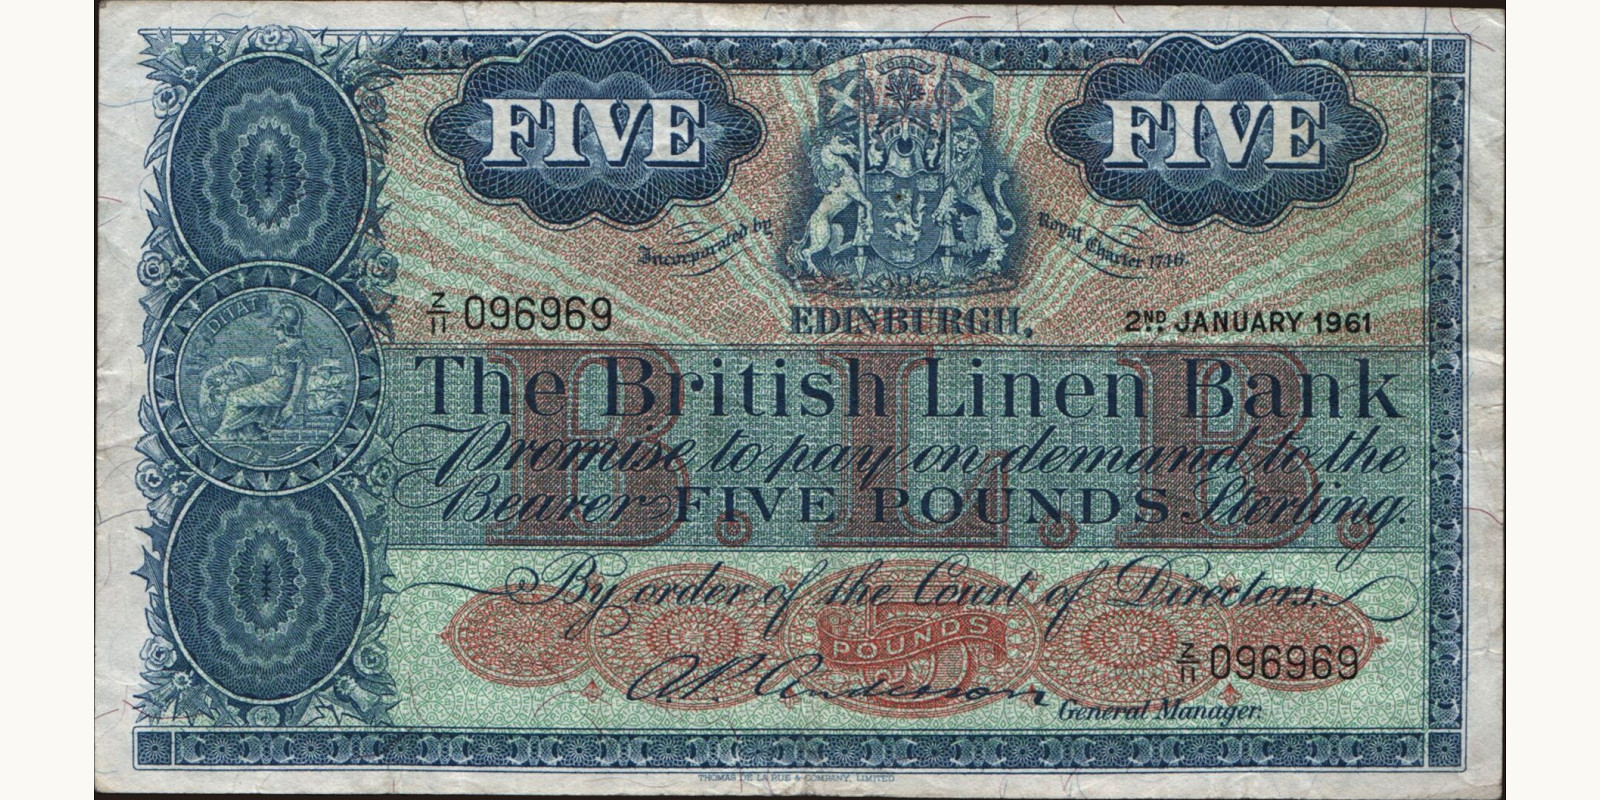 FIVE FIVE
Incorporated by Royal Charter 1746.
Z/11 096969 EDINBURGH, 2ND JANUARY 1961
The British Linen Bank
Promise to pay on demand to the
Bearer FIVE POUNDS Sterling.
B.L.B.
By order of the Court of Directors.
5
POUNDS
Z/11 096969
A.P. Anderson
General Manager.
THOMAS DE LA RUE & COMPANY, LIMITED